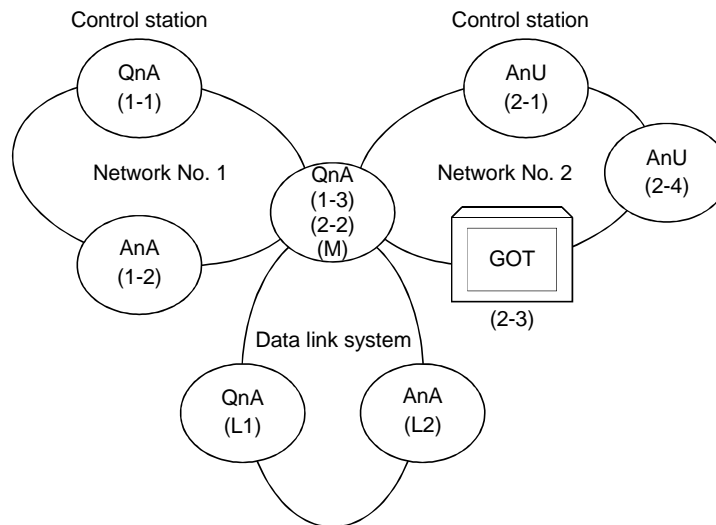 Control station
Control station
QnA
(1-1)
AnU
(2-1)
Network No. 1
Network No. 2
AnU
(2-4)
QnA
(1-3)
(2-2)
(M)
AnA
(1-2)
GOT
(2-3)
Data link system
QnA
(L1)
AnA
(L2)